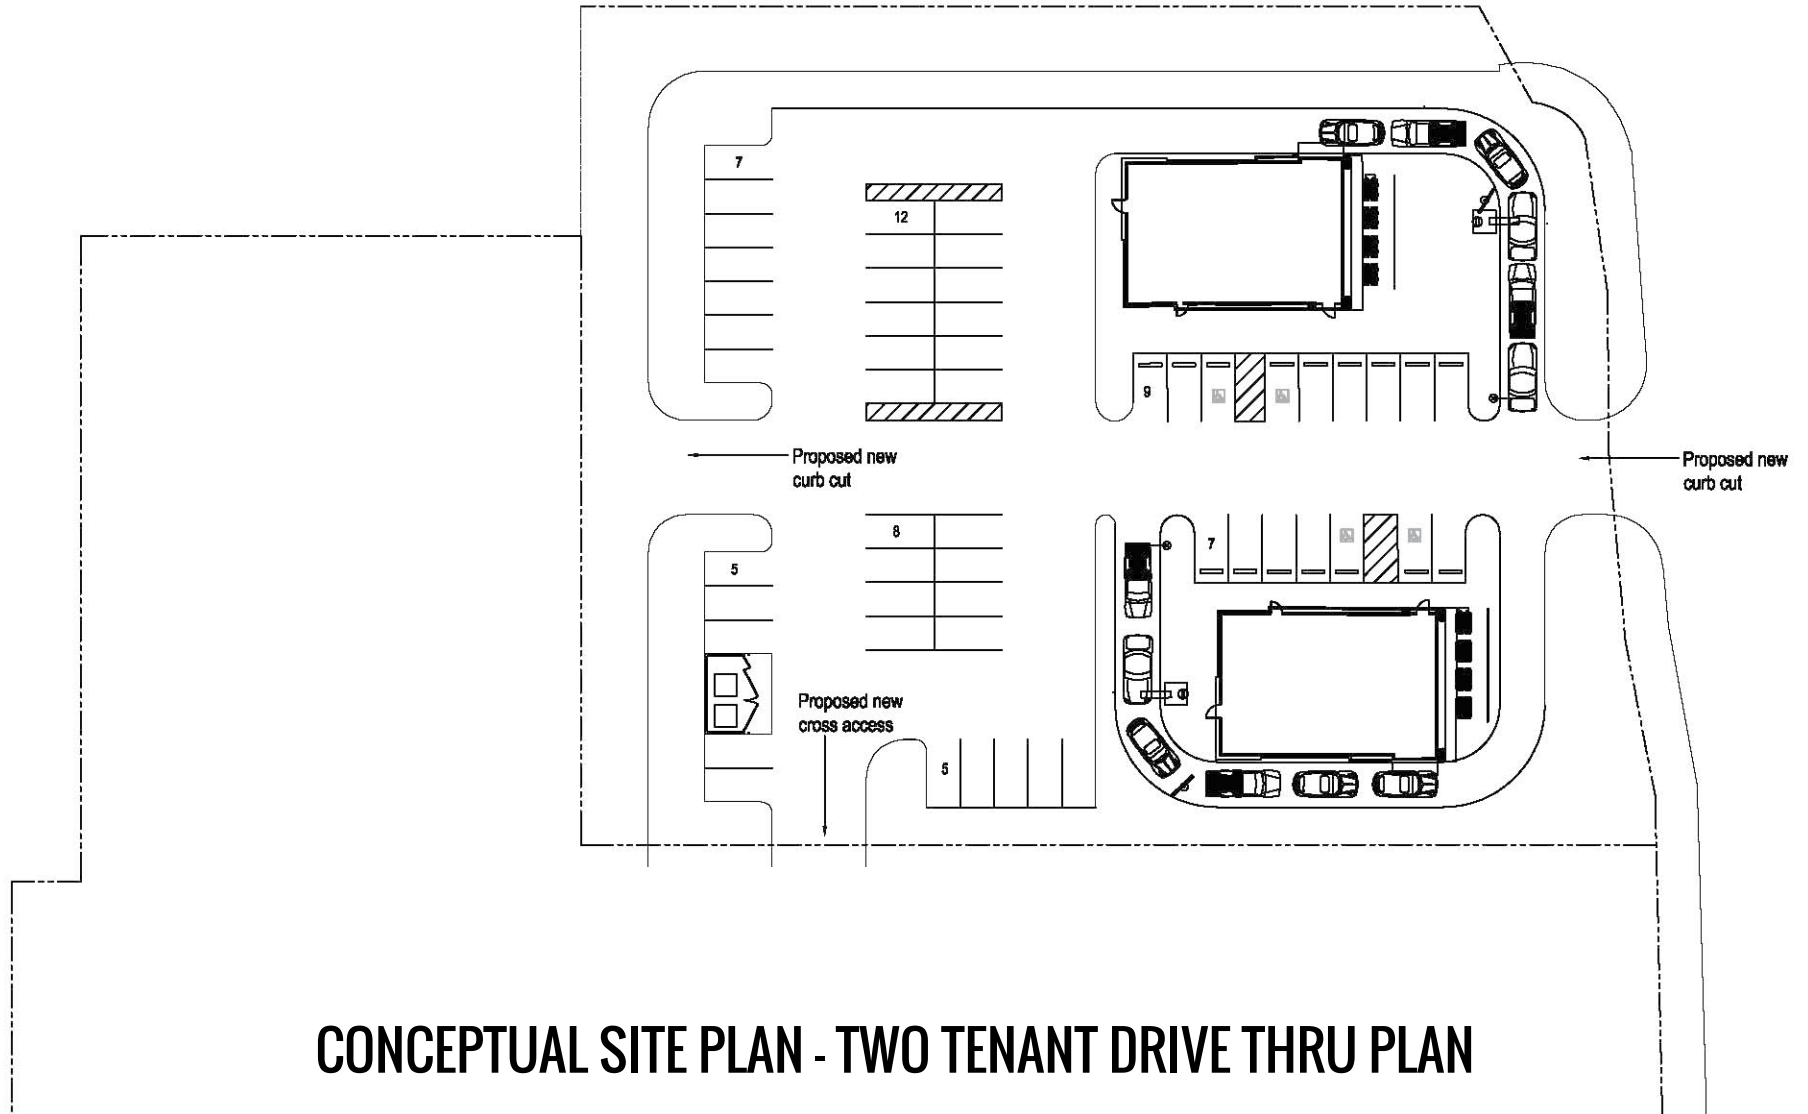 7
12
9
Proposed new
curb cut
Proposed new
curb cut
8
7
5
Proposed new
cross access
5
CONCEPTUAL SITE PLAN - TWO TENANT DRIVE THRU PLAN